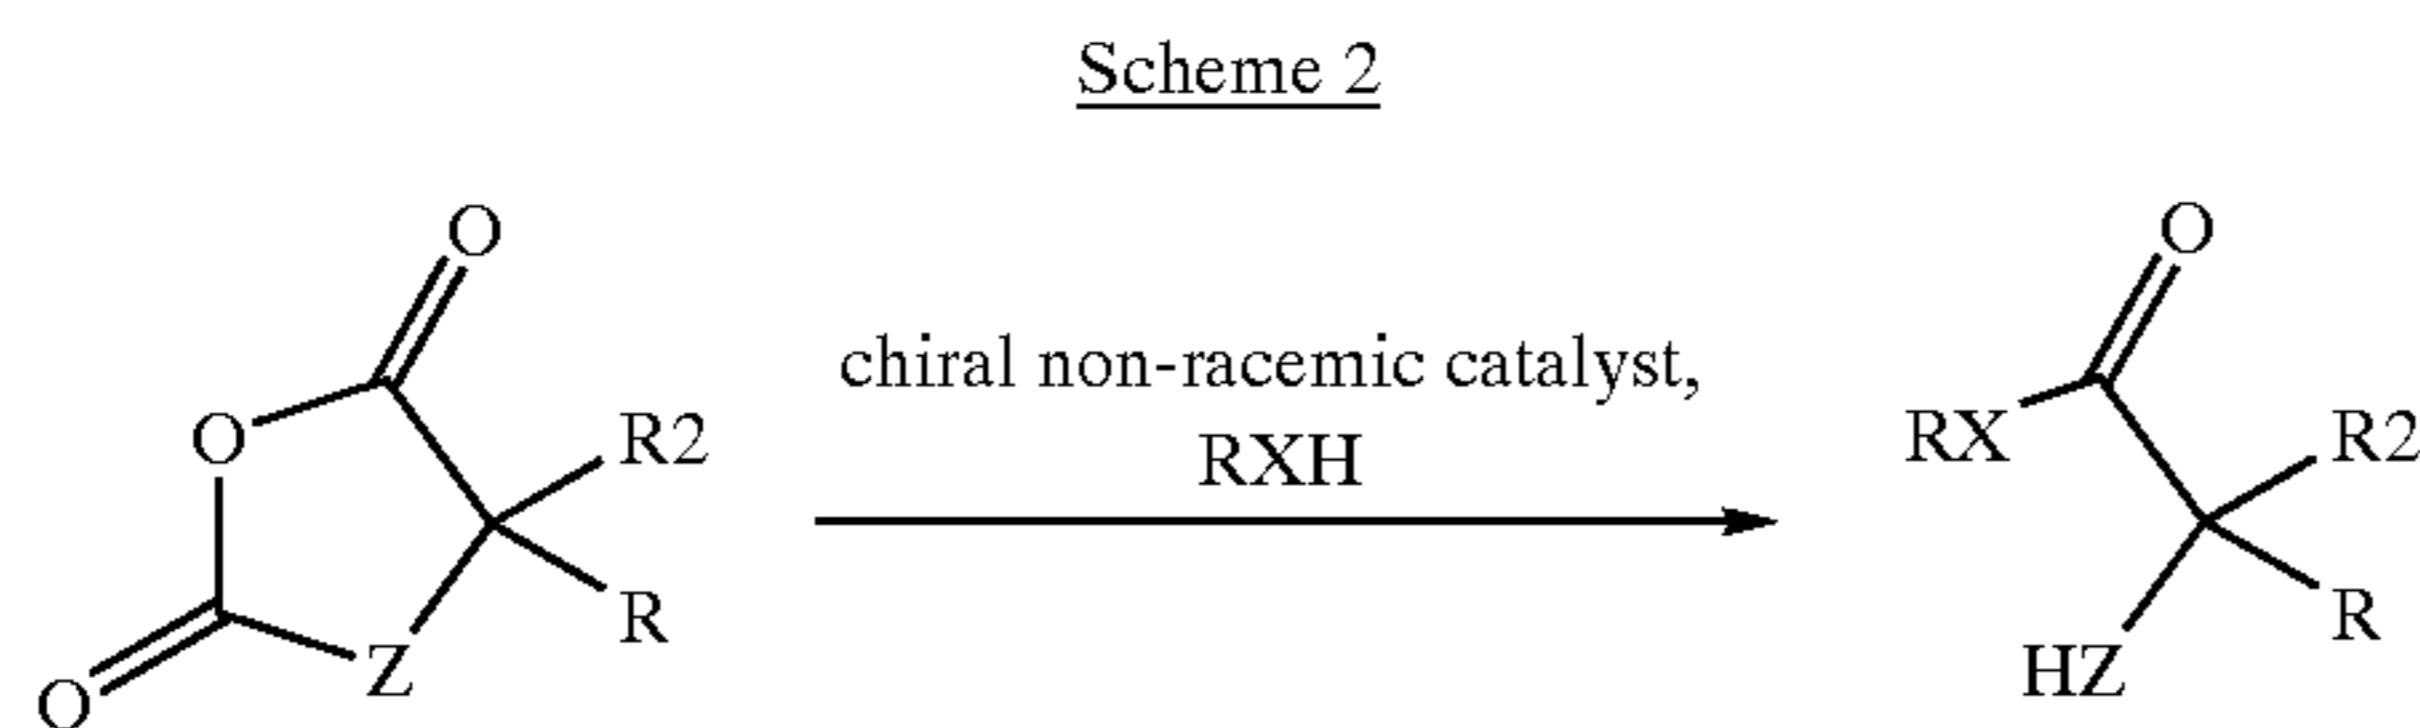 Scheme 2
O
O
O
Z
R2
R
chiral non-racemic catalyst,
RXH
O
RX
R2
R
HZ